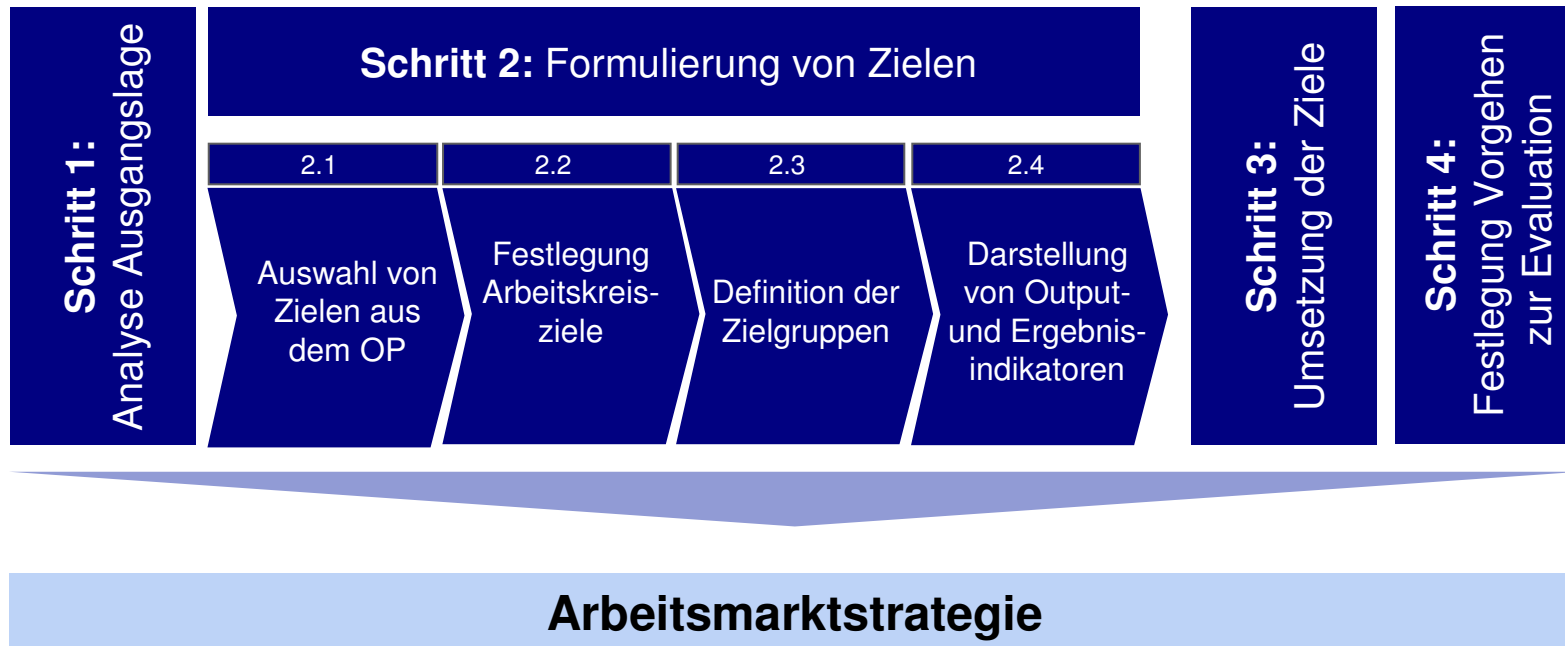 Schritt 1:
Analyse Ausgangslage
Schritt 2: Formulierung von Zielen
2.1
Auswahl von
Zielen aus
dem OP
2.2
Festlegung
Arbeitskreis-
ziele
2.3
Definition der
Zielgruppen
2.4
Darstellung
von Output-
und Ergebnis-
indikatoren
Schritt 3:
Umsetzung der Ziele
Schritt 4:
Festlegung Vorgehen
zur Evaluation
Arbeitsmarktstrategie